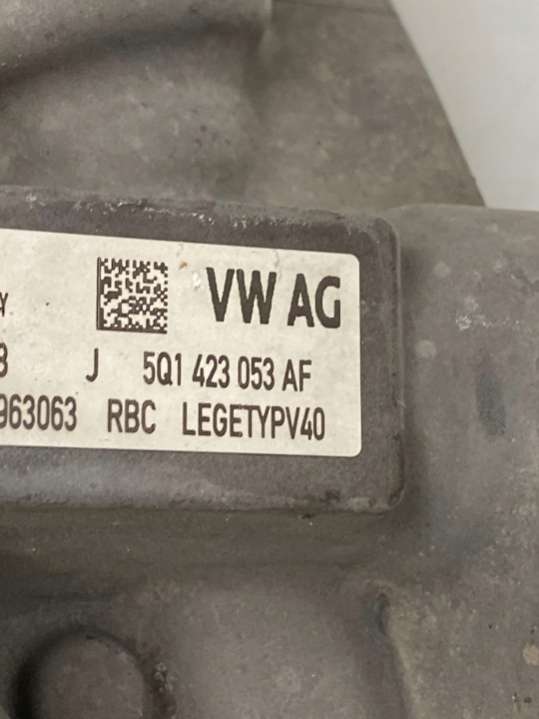 VW AG
J 5Q1 423 053 AF
963063 RBC LEGETYPV40